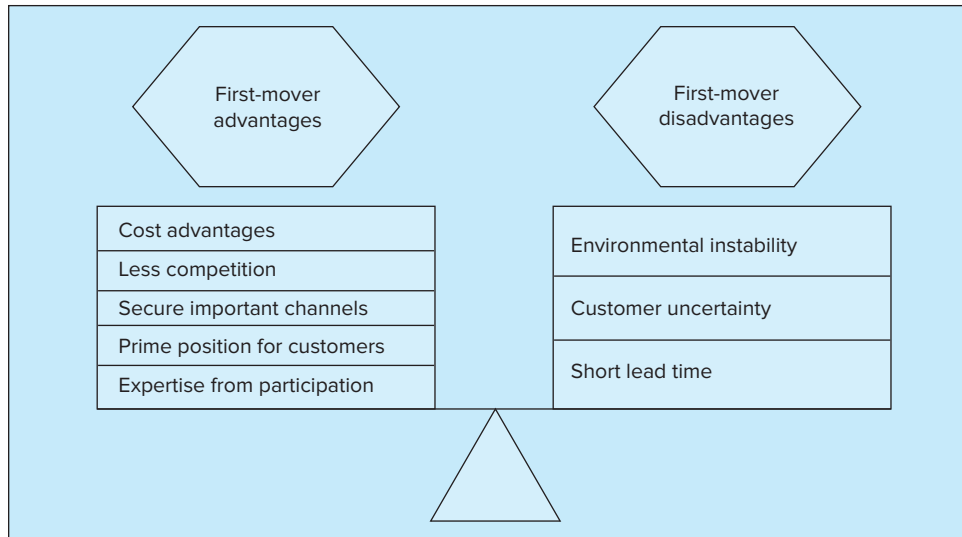 First-mover
advantages
First-mover
disadvantages
Cost advantages
Less competition
Secure important channels
Prime position for customers
Expertise from participation
Environmental instability
Customer uncertainty
Short lead time